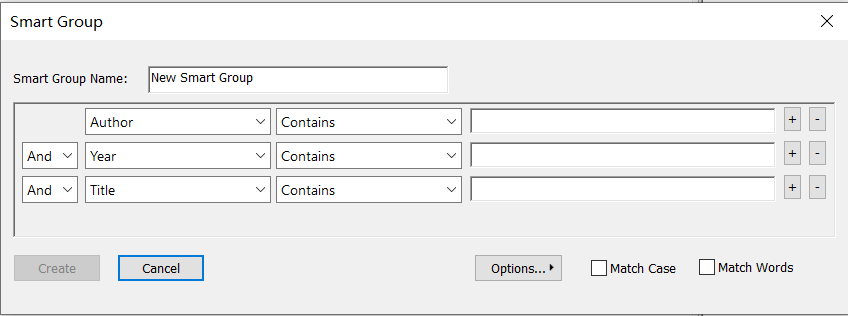 Smart Group
Smart Group Name: New Smart Group
Author Contains + -
And Year Contains + -
And Title Contains + -
Create Cancel Options... Match Case Match Words